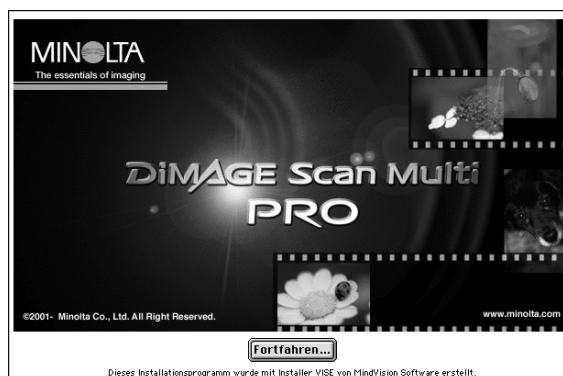 MINOLTA
The essentials of imaging
DiMAGE Scan Multi
PRO
©2001- Minolta Co., Ltd. All Right Reserved.
www.minolta.com
Fortfahren...
Dieses Installationsprogramm wurde mit Installer VISE von MindVision Software erstellt.